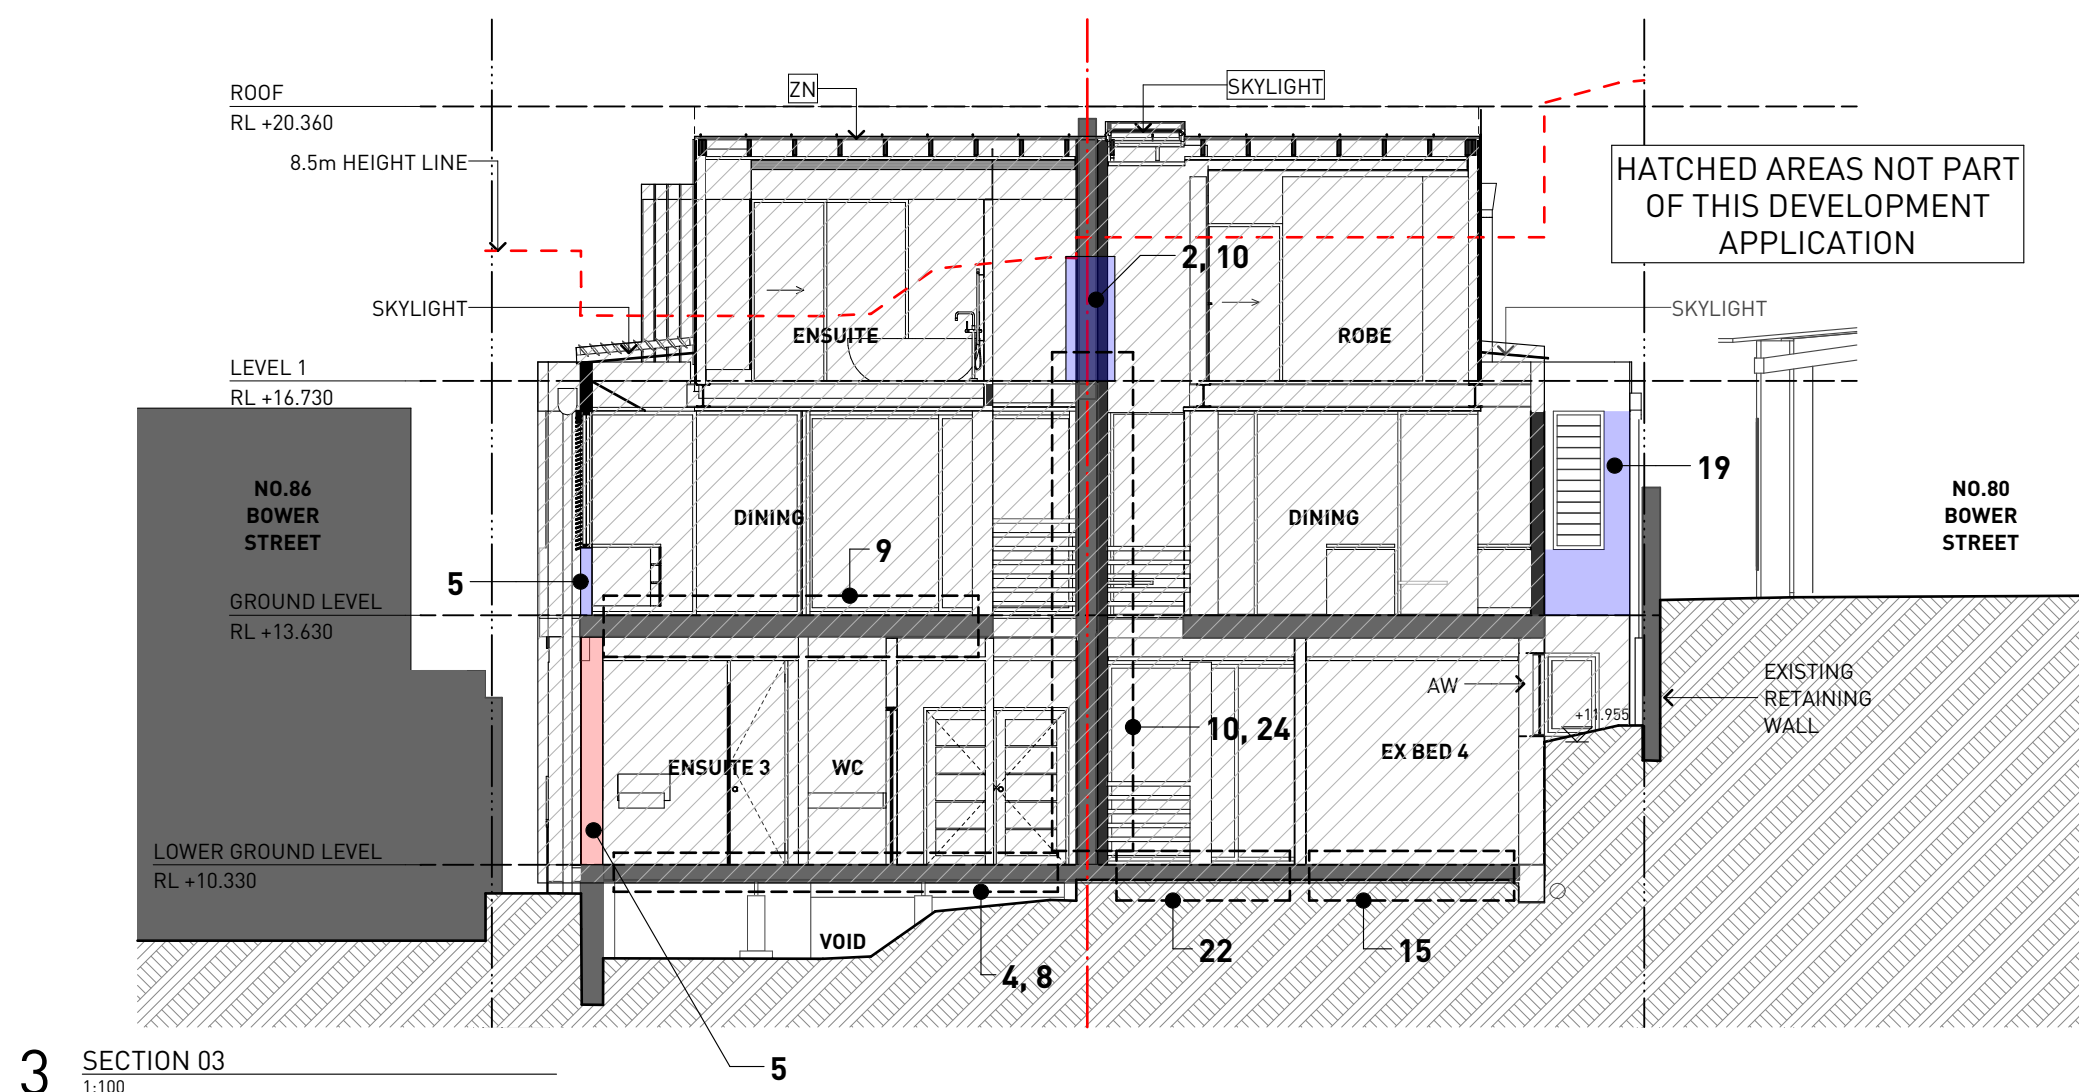 ROOF
RL +20.360
8.5m HEIGHT LINE
ZN
SKYLIGHT
HATCHED AREAS NOT PART
OF THIS DEVELOPMENT
APPLICATION
2, 10
SKYLIGHT
ENSUITE
ROBE
SKYLIGHT
LEVEL 1
RL +16.730
NO.86
BOWER
STREET
DINING
DINING
19
NO.80
BOWER
STREET
9
5
GROUND LEVEL
RL +13.630
EXISTING
RETAINING
WALL
AW
+11.955
10, 24
EX BED 4
ENSUITE 3
WC
LOWER GROUND LEVEL
RL +10.330
VOID
4, 8
22
15
5
3
SECTION 03
1:100